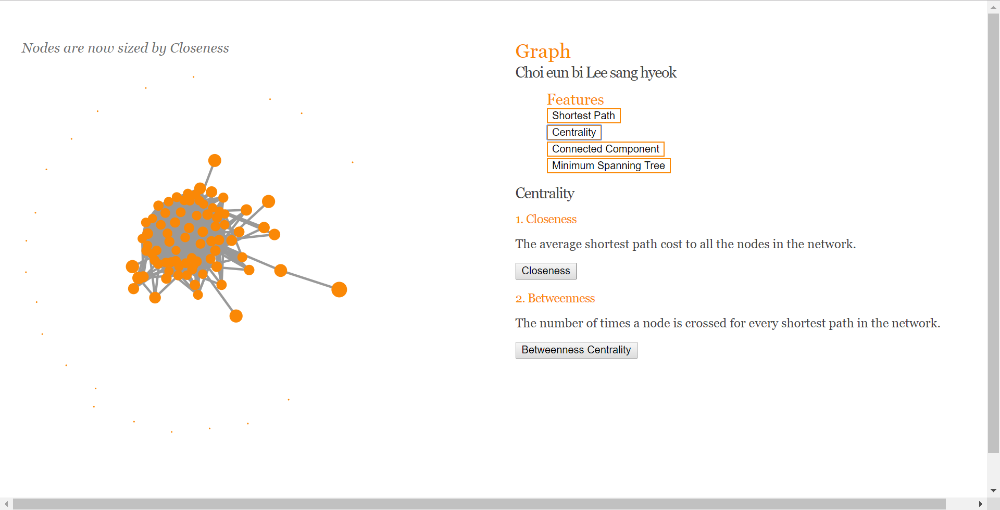 Nodes are now sized by Closeness
Graph
Choi eun bi Lee sang hyeok
Features
Shortest Path
Centrality
Connected Component
Minimum Spanning Tree
Centrality
1. Closeness
The average shortest path cost to all the nodes in the network.
Closeness
2. Betweenness
The number of times a node is crossed for every shortest path in the network.
Betweenness Centrality